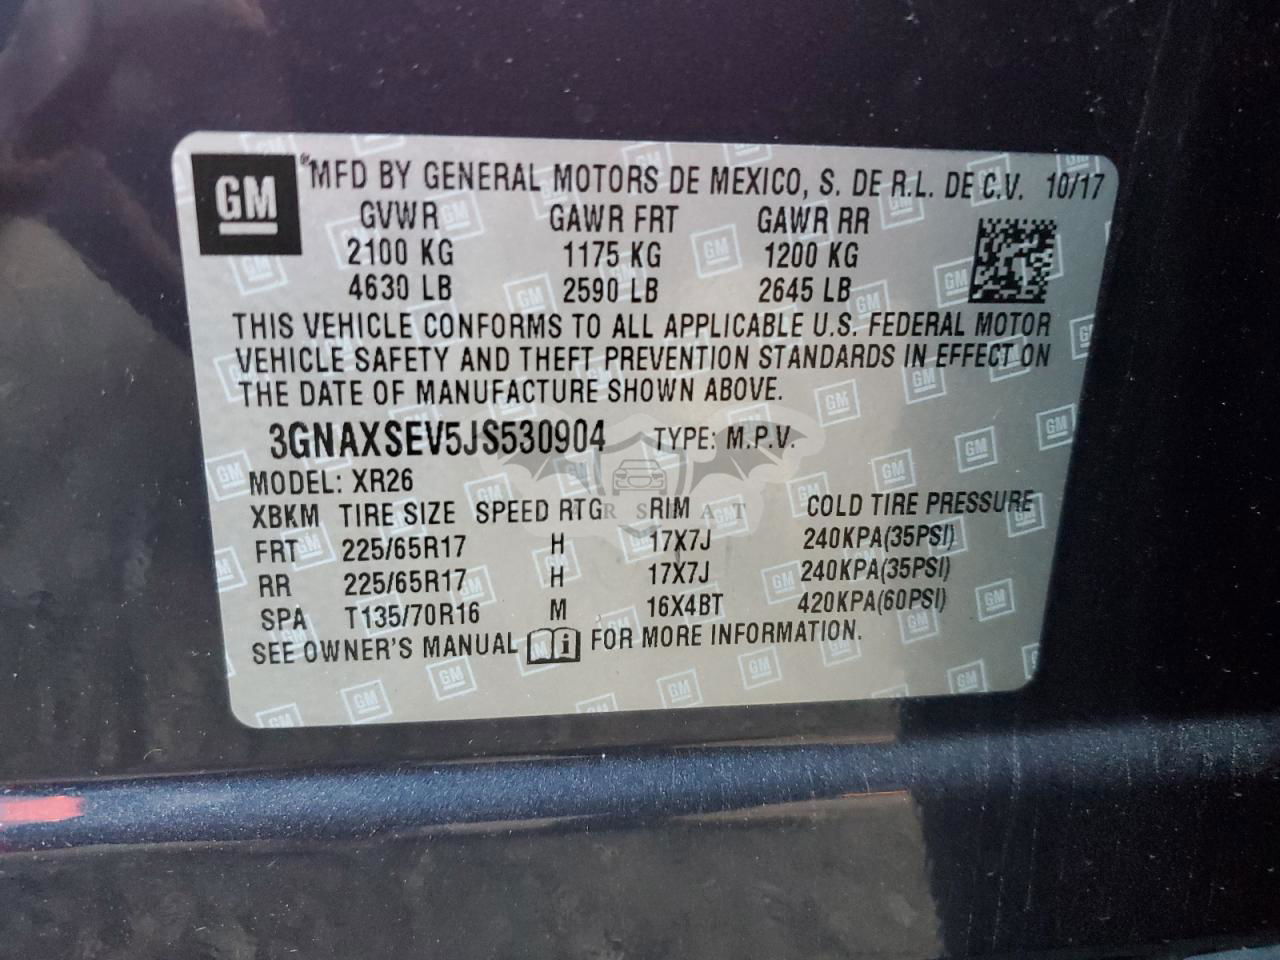 GM
® MFD BY GENERAL MOTORS DE MEXICO, S. DE R.L. DE C.V. 10/17
GVWR GAWR FRT GAWR RR
2100 KG 1175 KG 1200 KG
4630 LB 2590 LB 2645 LB
THIS VEHICLE CONFORMS TO ALL APPLICABLE U.S. FEDERAL MOTOR
VEHICLE SAFETY AND THEFT PREVENTION STANDARDS IN EFFECT ON
THE DATE OF MANUFACTURE SHOWN ABOVE.
3GNAXSEV5JS530904 TYPE: M.P.V.
MODEL: XR26
XBKM TIRE SIZE SPEED RTG RIM COLD TIRE PRESSURE
FRT 225/65R17 H 17X7J 240KPA(35PSI)
RR 225/65R17 H 17X7J 240KPA(35PSI)
SPA T135/70R16 M 16X4BT 420KPA(60PSI)
SEE OWNER'S MANUAL i FOR MORE INFORMATION.